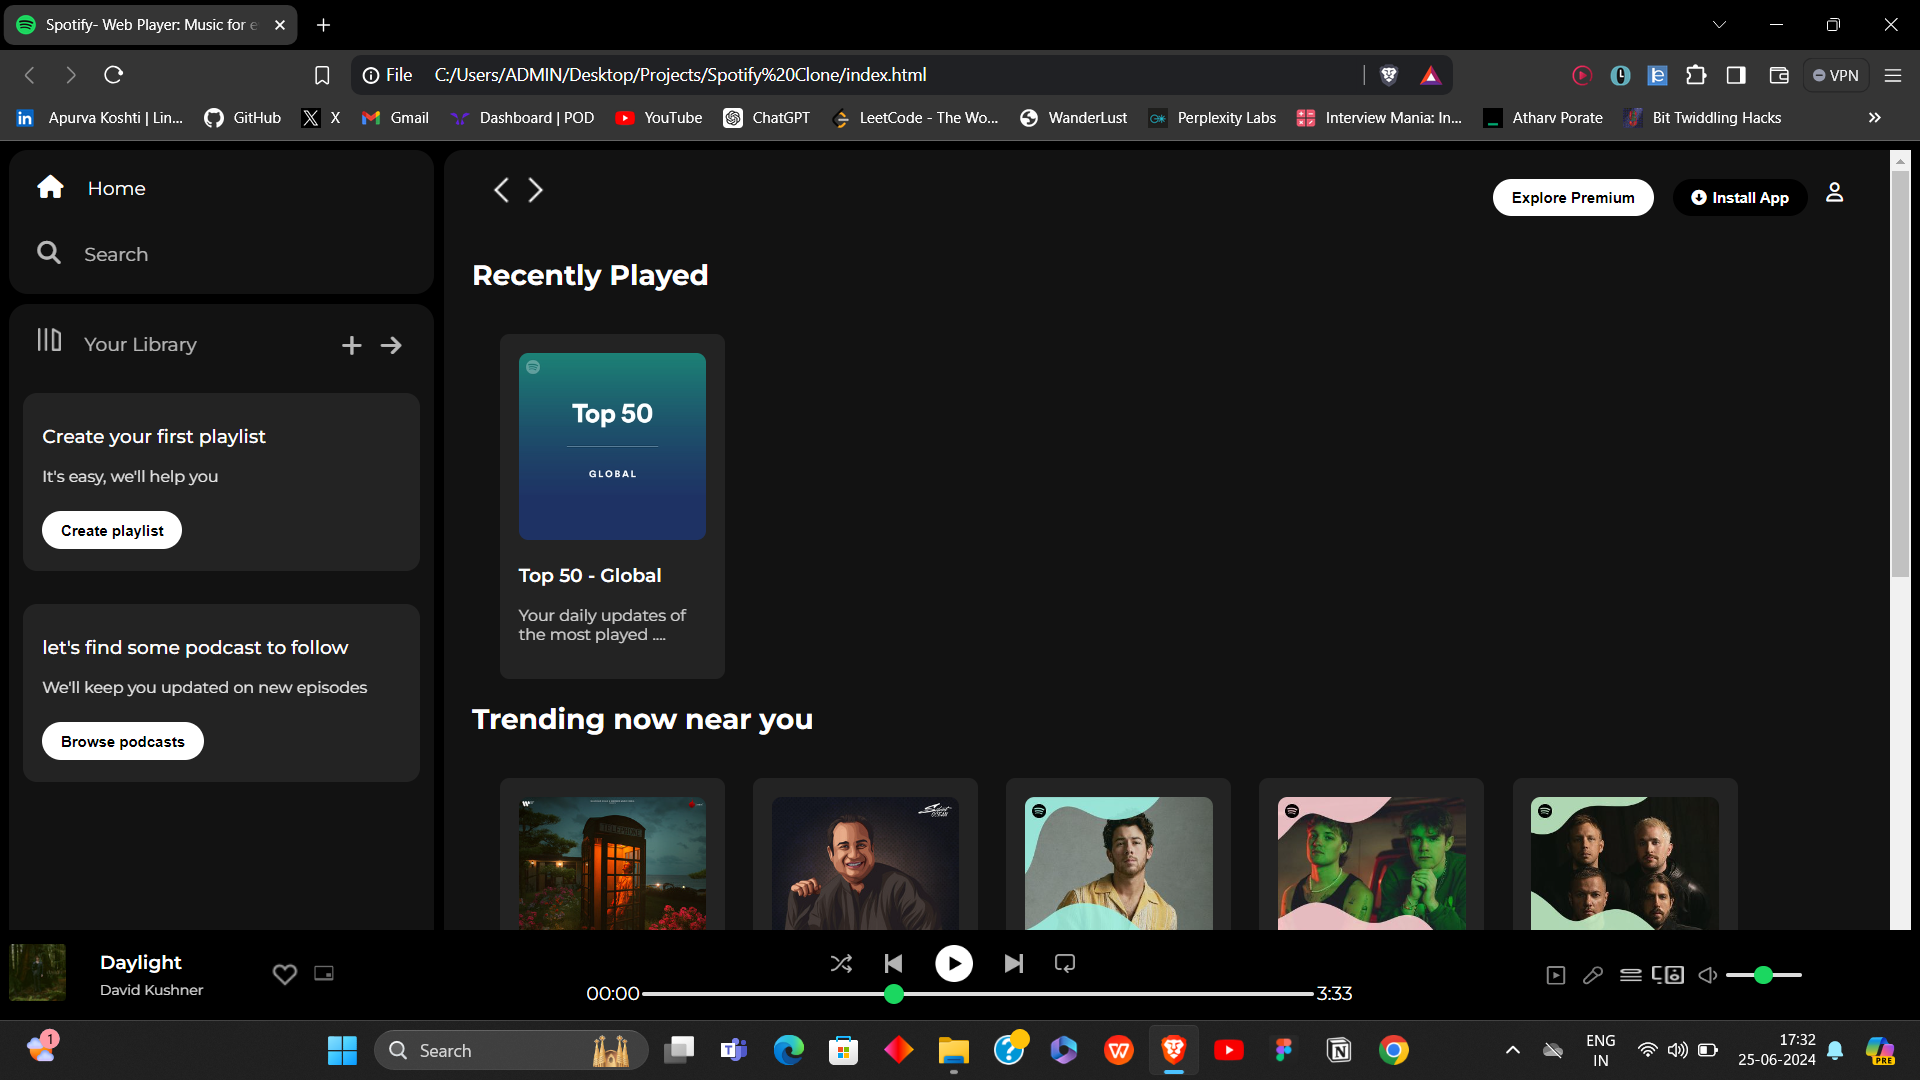 Spotify- Web Player: Music for e
File C:/Users/ADMIN/Desktop/Projects/Spotify%20Clone/index.html
VPN
Apurva Koshti | Lin...
GitHub
X
Gmail
Dashboard | POD
YouTube
ChatGPT
LeetCode - The Wo...
WanderLust
Perplexity Labs
Interview Mania: In...
Atharv Porate
Bit Twiddling Hacks
Home
Search
Your Library
Create your first playlist
It's easy, we'll help you
Create playlist
let's find some podcast to follow
We'll keep you updated on new episodes
Browse podcasts
Explore Premium
Install App
Recently Played
Top 50
GLOBAL
Top 50 - Global
Your daily updates of
the most played ....
Trending now near you
Daylight
David Kushner
00:00
3:33
1
Search
ENG
IN
17:32
25-06-2024
PRE